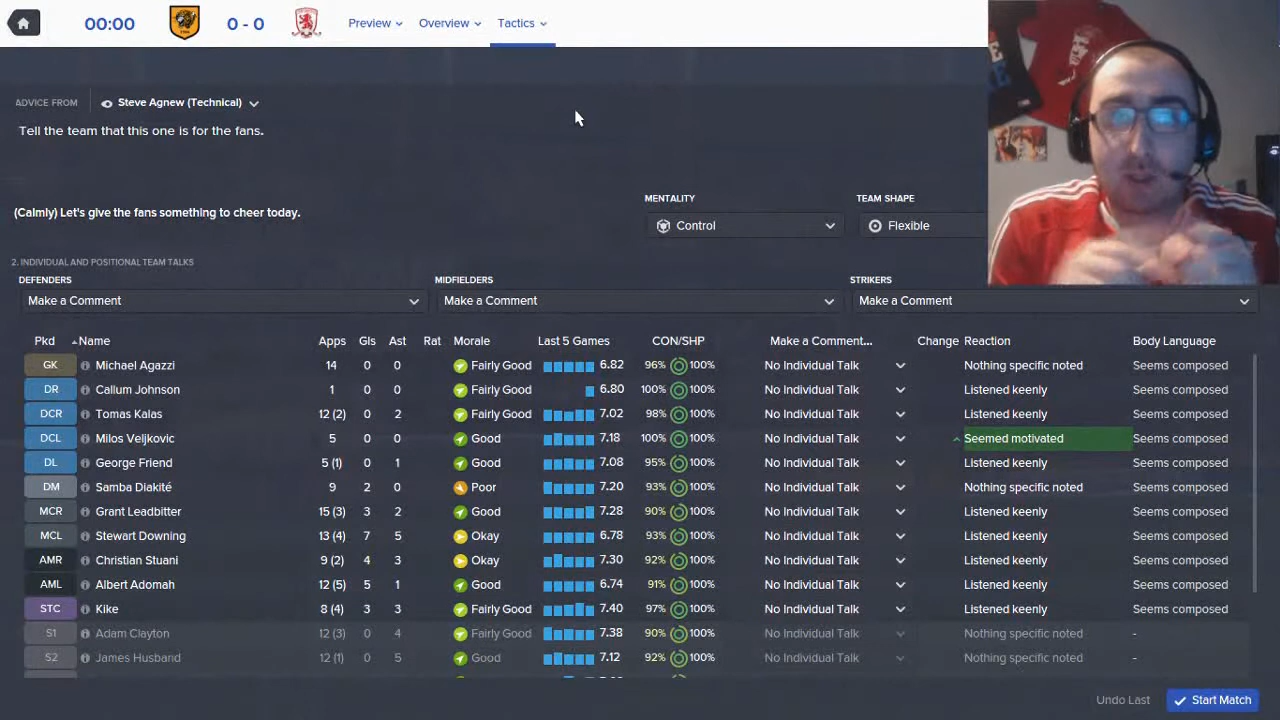 00:00 0 - 0 Preview Overview Tactics
ADVICE FROM Steve Agnew (Technical)
Tell the team that this one is for the fans.
MENTALITY TEAM SHAPE
(Calmly) Let's give the fans something to cheer today.
Control Flexible
2. INDIVIDUAL AND POSITIONAL TEAM TALKS
DEFENDERS MIDFIELDERS STRIKERS
Make a Comment Make a Comment Make a Comment
Pkd Name Apps Gls Ast Rat Morale Last 5 Games CON/SHP Make a Comment... Change Reaction Body Language
GK Michael Agazzi 14 0 0 Fairly Good 6.82 96% 100% No Individual Talk Nothing specific noted Seems composed
DR Callum Johnson 1 0 0 Fairly Good 6.80 100% 100% No Individual Talk Listened keenly Seems composed
DCR Tomas Kalas 12 (2) 0 2 Fairly Good 7.02 98% 100% No Individual Talk Listened keenly Seems composed
DCL Milos Veljkovic 5 0 0 Good 7.18 100% 100% No Individual Talk Seemed motivated Seems composed
DL George Friend 5 (1) 0 1 Good 7.08 95% 100% No Individual Talk Listened keenly Seems composed
DM Samba Diakité 9 2 0 Poor 7.20 93% 100% No Individual Talk Nothing specific noted Seems composed
MCR Grant Leadbitter 15 (3) 3 2 Good 7.28 90% 100% No Individual Talk Listened keenly Seems composed
MCL Stewart Downing 13 (4) 7 5 Okay 6.78 93% 100% No Individual Talk Listened keenly Seems composed
AMR Christian Stuani 9 (2) 4 3 Okay 7.30 92% 100% No Individual Talk Listened keenly Seems composed
AML Albert Adomah 12 (5) 5 1 Good 6.74 91% 100% No Individual Talk Listened keenly Seems composed
STC Kike 8 (4) 3 3 Fairly Good 7.40 97% 100% No Individual Talk Listened keenly Seems composed
S1 Adam Clayton 12 (3) 0 4 Fairly Good 7.38 90% 100% No Individual Talk Nothing specific noted -
S2 James Husband 12 (1) 0 5 Good 7.12 92% 100% No Individual Talk Nothing specific noted -
Undo Last Start Match